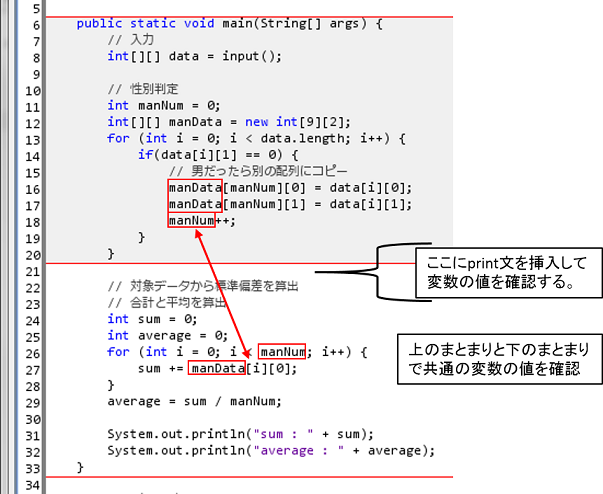 5
6 public static void main(String[] args) {
7 // 入力
8 int[][] data = input();
9
10 // 性別判定
11 int manNum = 0;
12 int[][] manData = new int[9][2];
13 for (int i = 0; i < data.length; i++) {
14 if(data[i][1] == 0) {
15 // 男だったら別の配列にコピー
16 manData[manNum][0] = data[i][0];
17 manData[manNum][1] = data[i][1];
18 manNum++;
19 }
20 }
21
22 // 対象データから標準偏差を算出
23 // 合計と平均を算出
24 int sum = 0;
25 int average = 0;
26 for (int i = 0; i < manNum; i++) {
27 sum += manData[i][0];
28 }
29 average = sum / manNum;
30
31 System.out.println("sum : " + sum);
32 System.out.println("average : " + average);
33 }
34
ここにprint文を挿入して
変数の値を確認する。
上のまとまりと下のまとまり
で共通の変数の値を確認